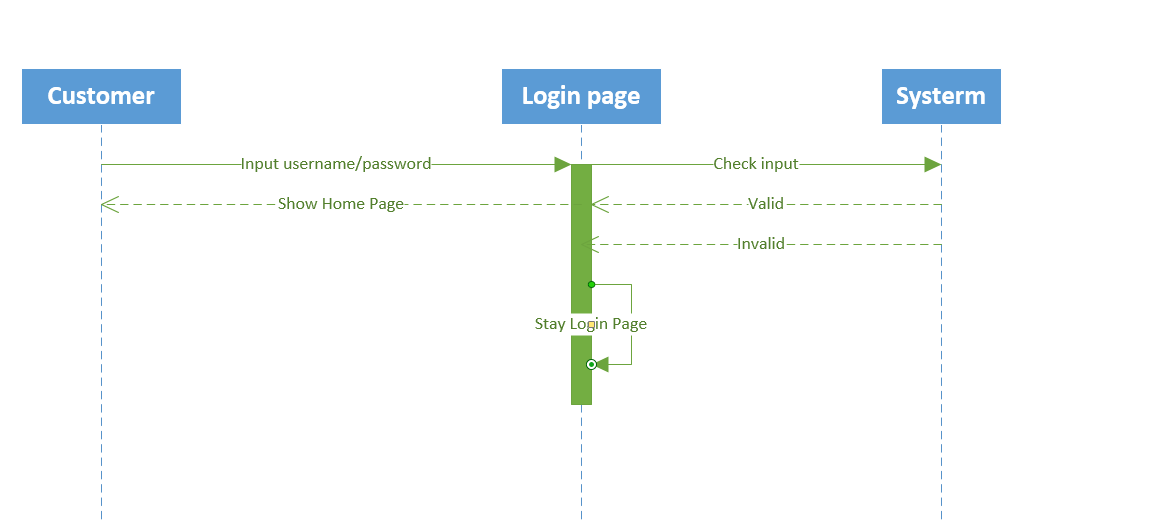 Customer
Login page
Systerm
Input username/password
Check input
Show Home Page
Valid
Invalid
Stay Login Page